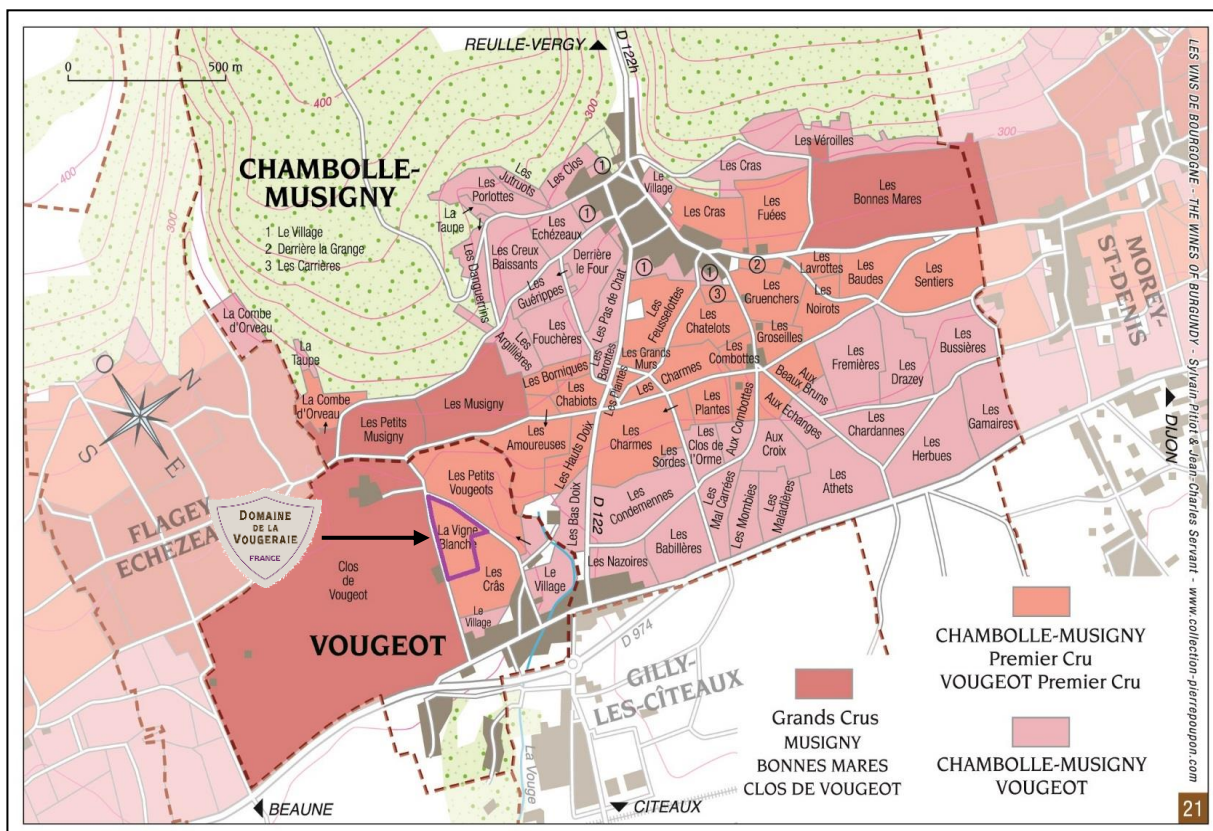 REULLE-VERGY
D 122h
0
500 m
400
400
300
300
300
CHAMBOLLE-
MUSIGNY
1 Le Village
2 Derrière la Grange
3 Les Carrières
Les Véroilles
Les Cras
Le
Village
Les Cras
Les
Fuées
Les
Bonnes Mares
Les Clos
Les
Jutruots
Les
Porlottes
La
Taupe
Les
Echézeaux
1
1
1
1
2
3
Les Creux
Baissants
Derrière
le Four
Les Danguerrins
Les
Guérippes
Les Pas de Chat
Les
Feusselottes
Les
Gruenchers
Les
Lavrottes
Les
Baudes
Les
Sentiers
Les
Noirots
Les
Chatelots
Les
Groseilles
Les
Combottes
Les
Argillières
Les
Fouchères
Les
Barottes
Les Grands
Murs
Les Borniques
Les
Chabiots
Les Plantes
Les Charmes
Les
Plantes
Aux
Beaux Bruns
Les
Fremières
Les
Drazey
Les
Bussières
Les
Gamaires
La Combe
d'Orveau
La
Taupe
La Combe
d'Orveau
Les Musigny
Les Petits
Musigny
Les
Amoureuses
Les Hauts Doix
Les
Charmes
Les
Sordes
Les
Clos de
l'Orme
Aux Combottes
Aux Echanges
Aux
Croix
Les
Chardannes
Les
Herbues
Les
Athets
Les
Mal Carrées
Les Mombies
Les
Maladières
Les
Condemennes
Les
Babillères
Les Nazoires
Les Bas Doix
D 122
O
N
S
E
FLAGEY
ECHEZEA
DOMAINE
DE LA
VOUGERAIE
FRANCE
Les Petits
Vougeots
La Vigne
Blanche
Les
Crâs
Le
Village
Le
Village
Clos
de
Vougeot
VOUGEOT
D 974
GILLY-
LES-CÎTEAUX
La Vouge
BEAUNE
CITEAUX
DIJON
MOREY-
ST-DENIS
Grands Crus
MUSIGNY
BONNES MARES
CLOS DE VOUGEOT
CHAMBOLLE-MUSIGNY
Premier Cru
VOUGEOT Premier Cru
CHAMBOLLE-MUSIGNY
VOUGEOT
LES VINS DE BOURGOGNE - THE WINES OF BURGUNDY - Sylvain Pitiot & Jean-Charles Servant - www.collection-pierrepoupon.com
21